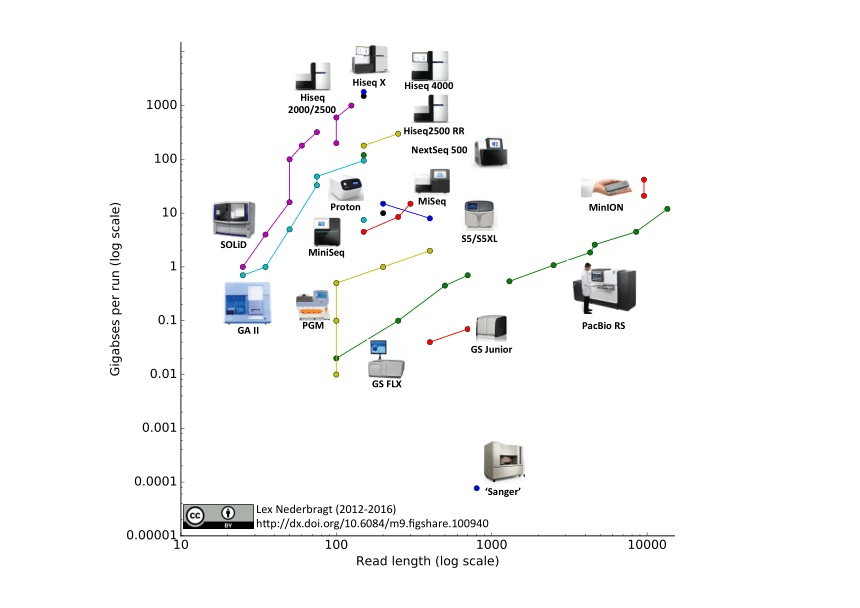 Hiseq X
Hiseq 4000
Hiseq
2000/2500
1000
Hiseq2500 RR
NextSeq 500
100
MiSeq
Proton
MinION
10
SOLiD
MiniSeq
S5/S5XL
1
GA II
PGM
PacBio RS
0.1
GS Junior
0.01
GS FLX
0.001
0.0001
'Sanger'
Gigabses per run (log scale)
cc
BY
Lex Nederbragt (2012-2016)
http://dx.doi.org/10.6084/m9.figshare.100940
0.00001
10
100
1000
10000
Read length (log scale)